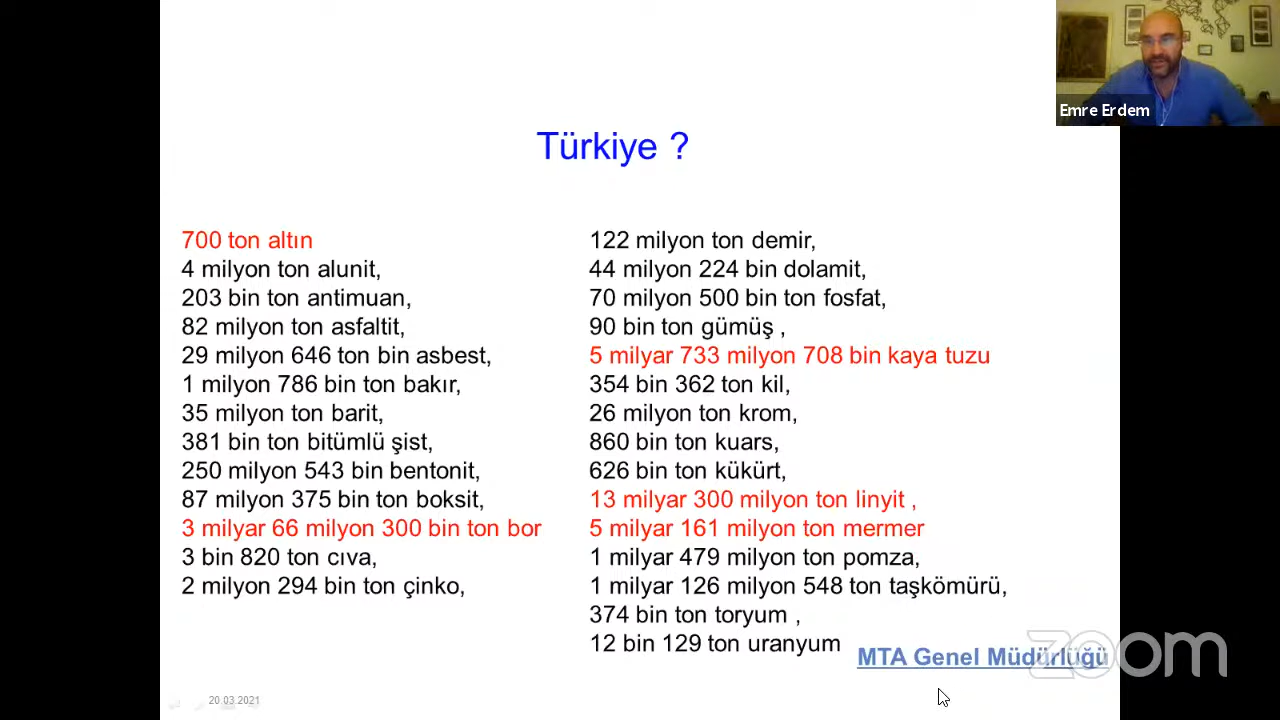 Emre Erdem
Türkiye ?
700 ton altın
4 milyon ton alunit,
203 bin ton antimuan,
82 milyon ton asfaltit,
29 milyon 646 ton bin asbest,
1 milyon 786 bin ton bakır,
35 milyon ton barit,
381 bin ton bitümlü şist,
250 milyon 543 bin bentonit,
87 milyon 375 bin ton boksit,
3 milyar 66 milyon 300 bin ton bor
3 bin 820 ton cıva,
2 milyon 294 bin ton çinko,
122 milyon ton demir,
44 milyon 224 bin dolamit,
70 milyon 500 bin ton fosfat,
90 bin ton gümüş ,
5 milyar 733 milyon 708 bin kaya tuzu
354 bin 362 ton kil,
26 milyon ton krom,
860 bin ton kuars,
626 bin ton kükürt,
13 milyar 300 milyon ton linyit ,
5 milyar 161 milyon ton mermer
1 milyar 479 milyon ton pomza,
1 milyar 126 milyon 548 ton taşkömürü,
374 bin ton toryum ,
12 bin 129 ton uranyum
MTA Genel Müdürlüğü
zoom
20.03.2021